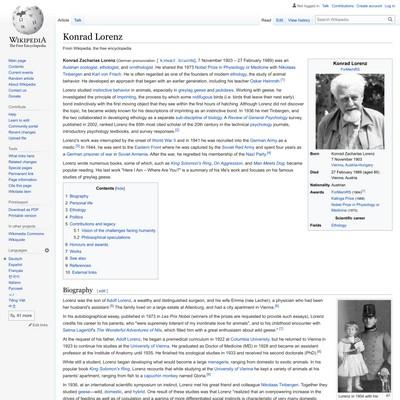 Not logged in Talk Contributions Create account Log in
Article Talk
Read Edit View history Search Wikipedia
WIKIPEDIA
The Free Encyclopedia
Main page
Contents
Current events
Random article
About Wikipedia
Contact us
Donate
Contribute
Help
Learn to edit
Community portal
Recent changes
Upload file
Tools
What links here
Related changes
Special pages
Permanent link
Page information
Cite this page
Wikidata item
Print/export
Download as PDF
Printable version
In other projects
Wikimedia Commons
Wikiquote
Languages
Deutsch
Español
Français
한국어
Русский
Tiếng Việt
中文
Edit links
Konrad Lorenz
From Wikipedia, the free encyclopedia
Konrad Zacharias Lorenz (German pronunciation: 7 November 1903 – 27 February 1989) was an
Austrian zoologist, ethologist, and ornithologist. He shared the 1973 Nobel Prize in Physiology or Medicine with Nikolaas
Tinbergen and Karl von Frisch. He is often regarded as one of the founders of modern ethology, the study of animal
behavior. He developed an approach that began with an earlier generation, including his teacher Oskar Heinroth.
Lorenz studied instinctive behavior in animals, especially in greylag geese and jackdaws. Working with geese, he
investigated the principle of imprinting, the process by which some nidifugous birds (i.e. birds that leave their nest early)
bond instinctively with the first moving object that they see within the first hours of hatching. Although Lorenz did not discover
the topic, he became widely known for his descriptions of imprinting as an instinctive bond. In 1936 he met Tinbergen, and
the two collaborated in developing ethology as a separate sub-discipline of biology. A Review of General Psychology survey,
published in 2002, ranked Lorenz the 65th most cited scholar of the 20th century in the technical psychology journals,
introductory psychology textbooks, and survey responses.
Lorenz's work was interrupted by the onset of World War II and in 1941 he was recruited into the German Army as a
medic. In 1944, he was sent to the Eastern Front where he was captured by the Soviet Red Army and spent four years as
a German prisoner of war in Soviet Armenia. After the war, he regretted his membership of the Nazi Party.
Lorenz wrote numerous books, some of which, such as King Solomon's Ring, On Aggression, and Man Meets Dog, became
popular reading. His last work "Here I Am – Where Are You?" is a summary of his life's work and focuses on his famous
studies of greylag geese.
Contents [hide]
1 Biography
2 Personal life
3 Ethology
4 Politics
5 Contributions and legacy
5.1 Vision of the challenges facing humanity
5.2 Philosophical speculations
6 Honours and awards
7 Works
8 See also
9 References
10 External links
Konrad Lorenz
ForMemRS
Born Konrad Zacharias Lorenz
7 November 1903
Vienna, Austria-Hungary
Died 27 February 1989 (aged 85)
Vienna, Austria
Nationality Austrian
Awards ForMemRS (1964)
Kalinga Prize (1969)
Nobel Prize in Physiology or
Medicine (1973)
Scientific career
Fields Ethology
Biography [edit]
Lorenz was the son of Adolf Lorenz, a wealthy and distinguished surgeon, and his wife Emma (née Lecher), a physician who had been
her husband's assistant. The family lived on a large estate at Altenburg, and had a city apartment in Vienna.
In his autobiographical essay, published in 1973 in Les Prix Nobel (winners of the prizes are requested to provide such essays), Lorenz
credits his career to his parents, who "were supremely tolerant of my inordinate love for animals", and to his childhood encounter with
Selma Lagerlöf's The Wonderful Adventures of Nils, which filled him with a great enthusiasm about wild geese."
At the request of his father, Adolf Lorenz, he began a premedical curriculum in 1922 at Columbia University, but he returned to Vienna in
1923 to continue his studies at the University of Vienna. He graduated as Doctor of Medicine (MD) in 1928 and became an assistant
professor at the Institute of Anatomy until 1935. He finished his zoological studies in 1933 and received his second doctorate (PhD).
While still a student, Lorenz began developing what would become a large menagerie, ranging from domestic to exotic animals. In his
popular book King Solomon's Ring, Lorenz recounts that while studying at the University of Vienna he kept a variety of animals at his
parents' apartment, ranging from fish to a capuchin monkey named Gloria.
In 1936, at an international scientific symposium on instinct, Lorenz met his great friend and colleague Nikolaas Tinbergen. Together they
studied geese—wild, domestic, and hybrid. One result of these studies was that Lorenz "realized that an overpowering increase in the
drives of feeding as well as of copulation and a waning of more differentiated social instincts is characteristic of very many domestic
Lorenz in 1904 with his